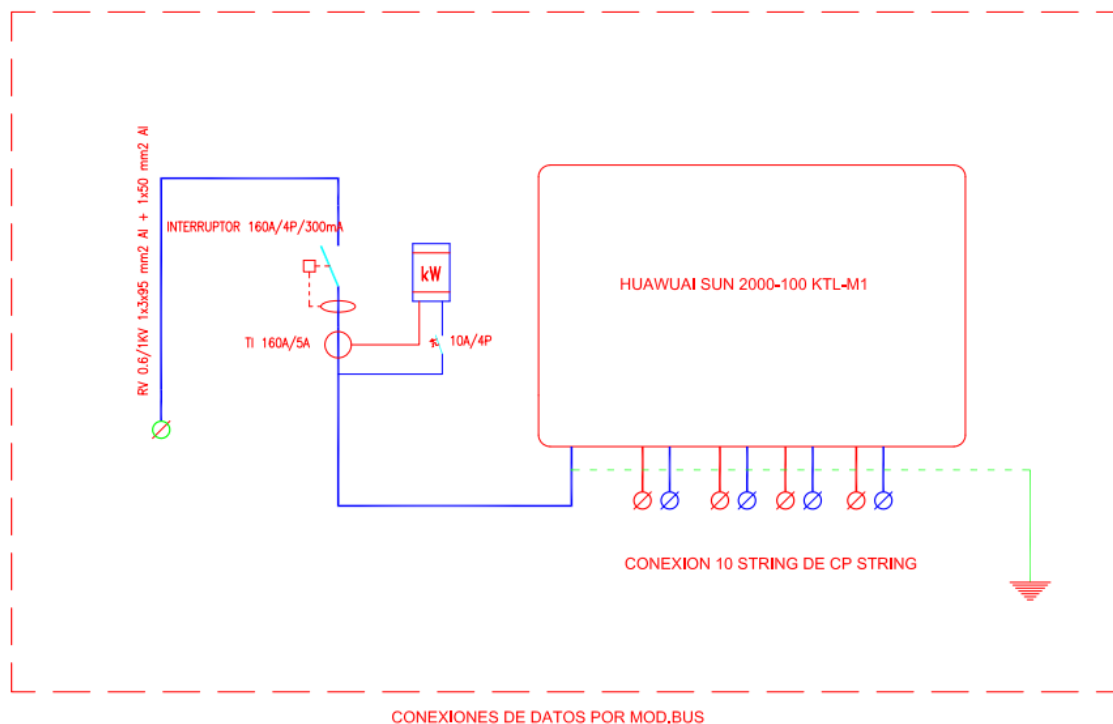 RV 0.6/1KV 1x3x95 mm2 Al + 1x50 mm2 Al
INTERRUPTOR 160A/4P/300mA
kW
TI 160A/5A
10A/4P
HUAWUAI SUN 2000-100 KTL-M1
CONEXION 10 STRING DE CP STRING
CONEXIONES DE DATOS POR MOD.BUS